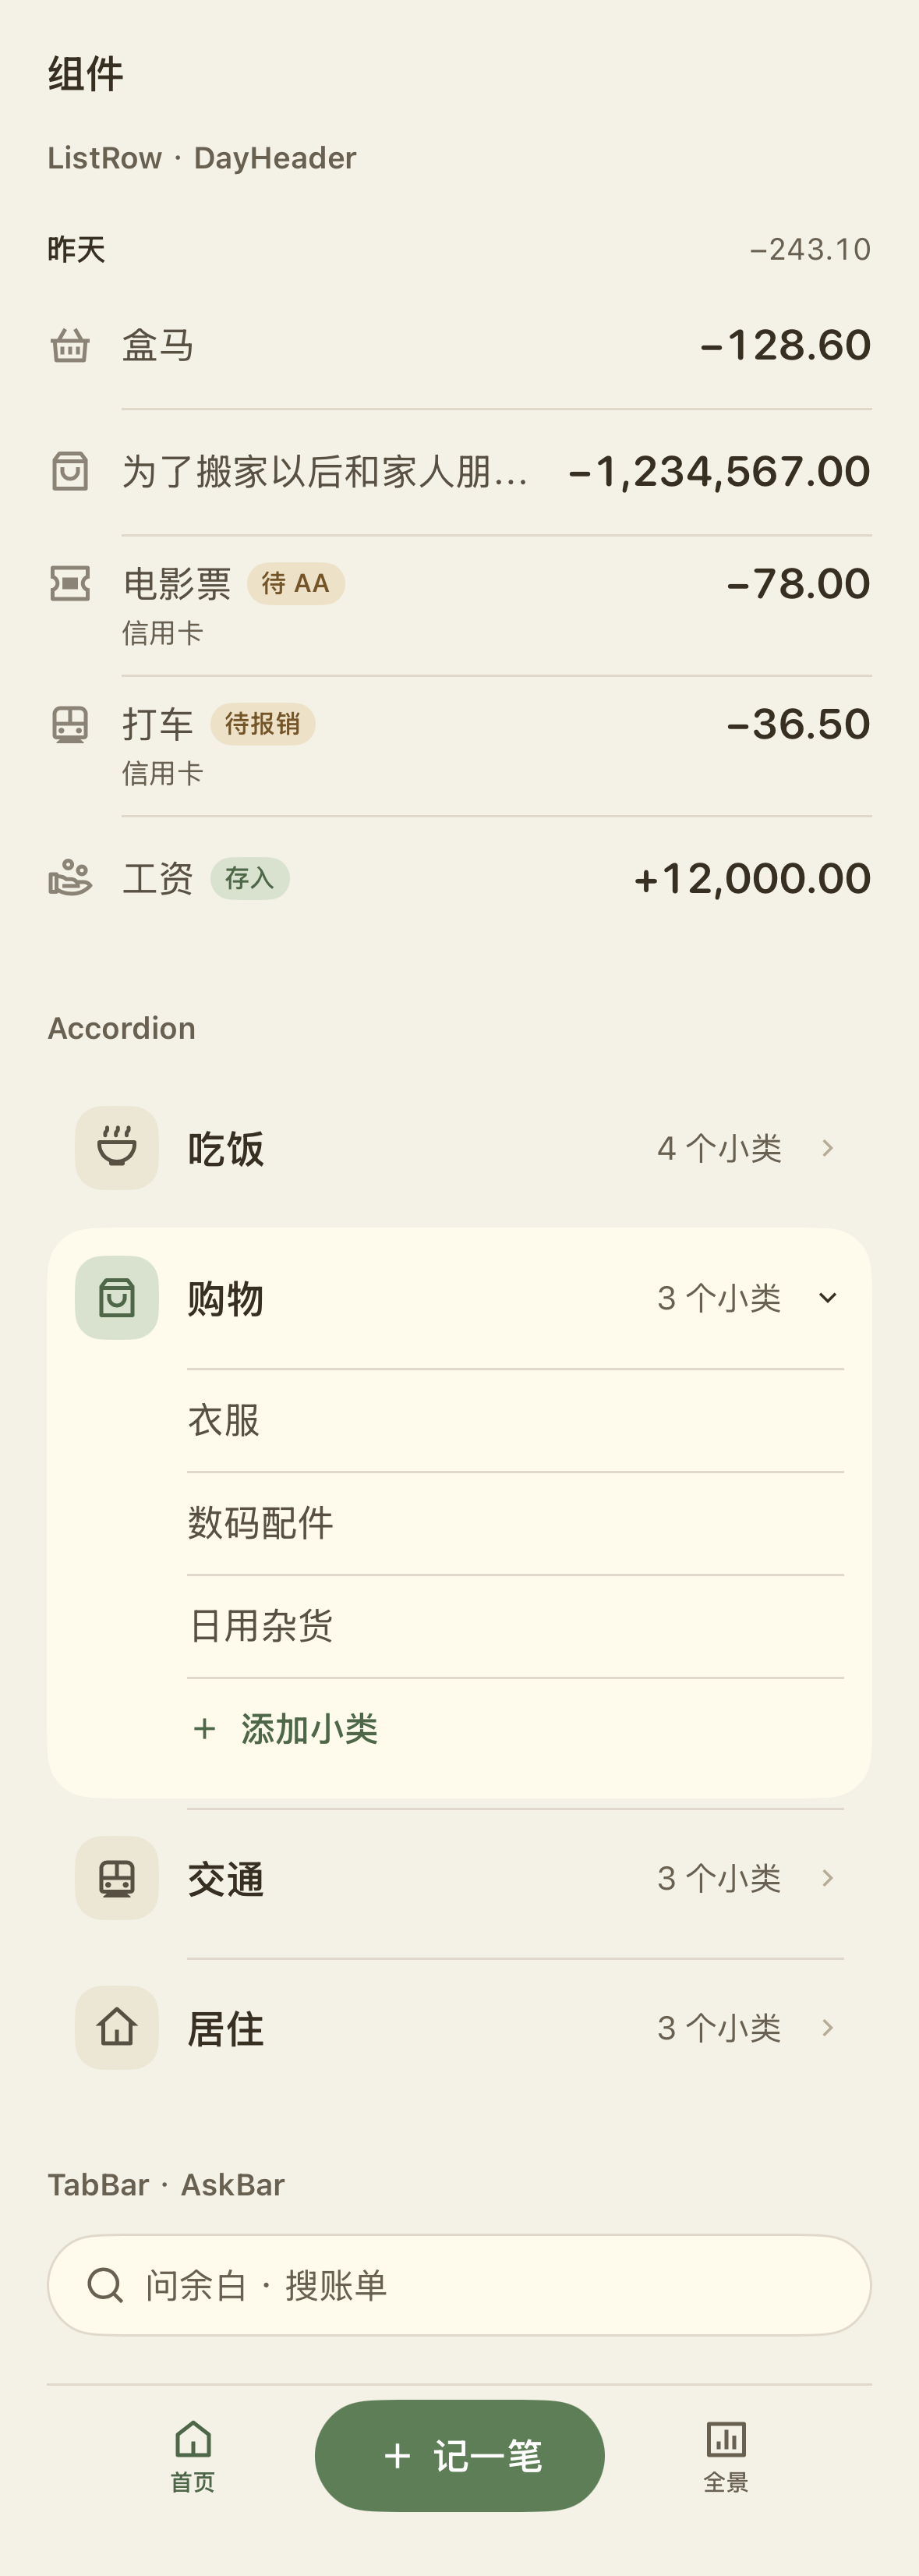 组件
ListRow · DayHeader
昨天 −243.10
盒马 −128.60
为了搬家以后和家人朋... −1,234,567.00
电影票 待 AA −78.00
信用卡
打车 待报销 −36.50
信用卡
工资 存入 +12,000.00
Accordion
吃饭 4 个小类
购物 3 个小类
衣服
数码配件
日用杂货
+ 添加小类
交通 3 个小类
居住 3 个小类
TabBar · AskBar
问余白 · 搜账单
首页 + 记一笔 全景